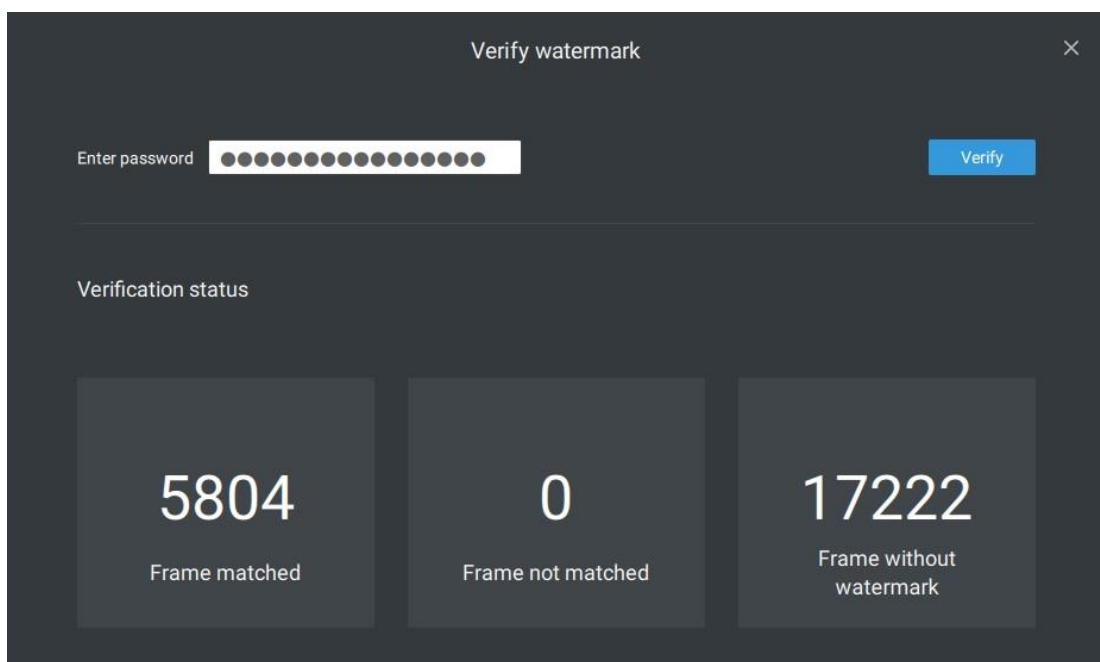 Verify watermark
Enter password
Verify
Verification status
5804
Frame matched
0
Frame not matched
17222
Frame without
watermark